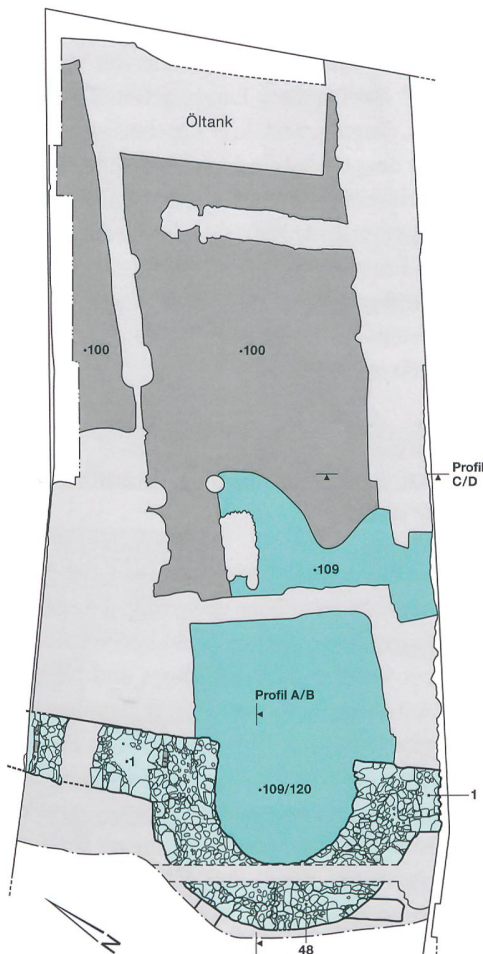 Öltank
·100
·100
Profil
C/D
·109
Profil A/B
·1
·109/120
1
N
48